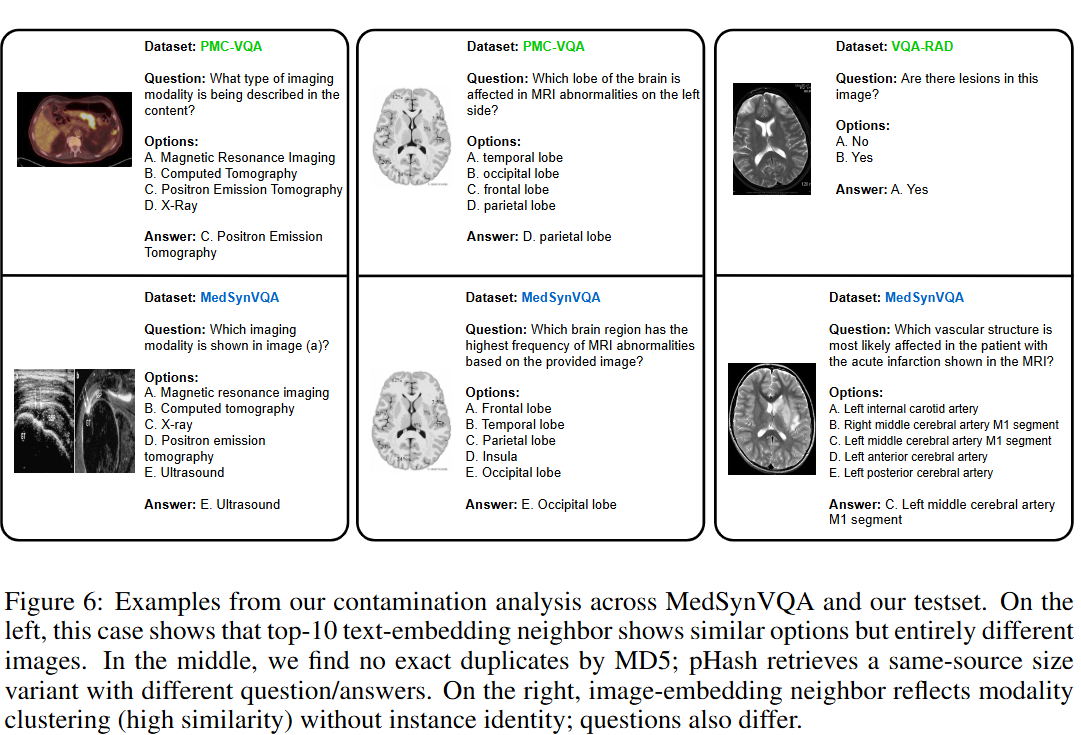 Dataset: PMC-VQA
Question: What type of imaging
modality is being described in the
content?
Options:
A. Magnetic Resonance Imaging
B. Computed Tomography
C. Positron Emission Tomography
D. X-Ray
Answer: C. Positron Emission
Tomography
Dataset: PMC-VQA
Question: Which lobe of the brain is
affected in MRI abnormalities on the left
side?
Options:
A. temporal lobe
B. occipital lobe
C. frontal lobe
D. parietal lobe
Answer: D. parietal lobe
Dataset: VQA-RAD
Question: Are there lesions in this
image?
Options:
A. No
B. Yes
Answer: A. Yes
Dataset: MedSynVQA
Question: Which imaging
modality is shown in image (a)?
Options:
A. Magnetic resonance imaging
B. Computed tomography
C. X-ray
D. Positron emission
tomography
E. Ultrasound
Answer: E. Ultrasound
Dataset: MedSynVQA
Question: Which brain region has the
highest frequency of MRI abnormalities
based on the provided image?
Options:
A. Frontal lobe
B. Temporal lobe
C. Parietal lobe
D. Insula
E. Occipital lobe
Answer: E. Occipital lobe
Dataset: MedSynVQA
Question: Which vascular structure is
most likely affected in the patient with
the acute infarction shown in the MRI?
Options:
A. Left internal carotid artery
B. Right middle cerebral artery M1 segment
C. Left middle cerebral artery M1 segment
D. Left anterior cerebral artery
E. Left posterior cerebral artery
Answer: C. Left middle cerebral artery
M1 segment
Figure 6: Examples from our contamination analysis across MedSynVQA and our testset. On the
left, this case shows that top-10 text-embedding neighbor shows similar options but entirely different
images. In the middle, we find no exact duplicates by MD5; pHash retrieves a same-source size
variant with different question/answers. On the right, image-embedding neighbor reflects modality
clustering (high similarity) without instance identity; questions also differ.